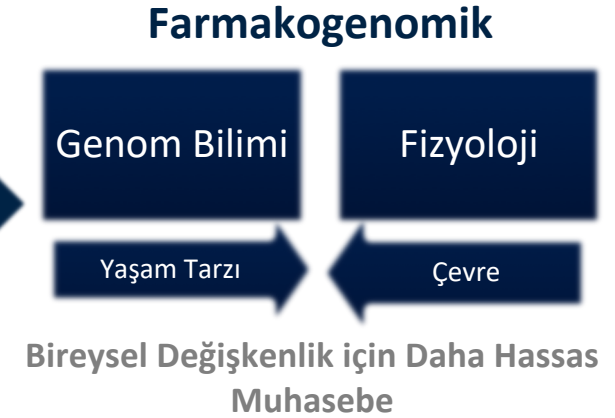 Farmakogenomik
Genom Bilimi
Fizyoloji
Yaşam Tarzı
Çevre
Bireysel Değişkenlik için Daha Hassas
Muhasebe